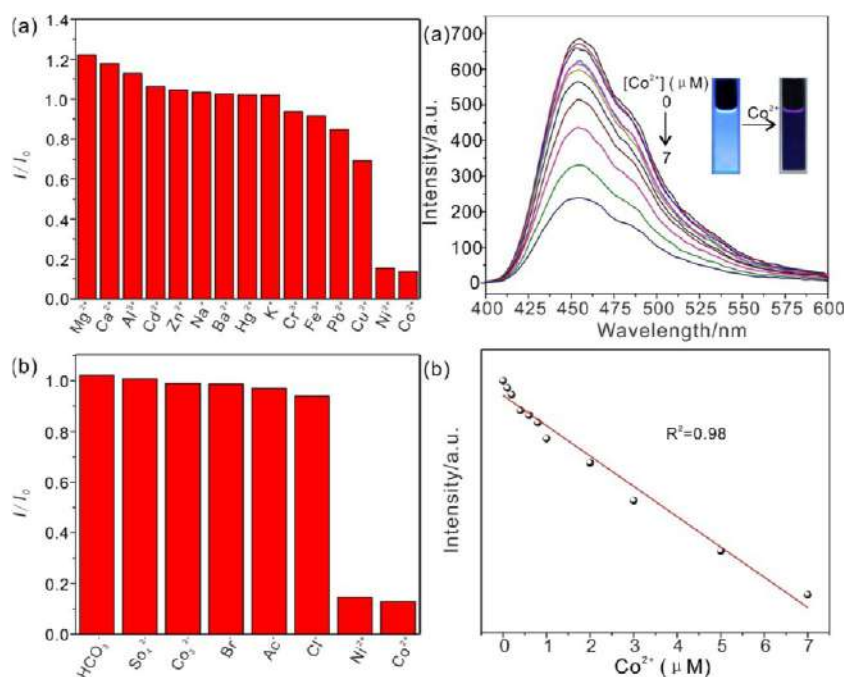 (a)
1.4
1.2
1.0
0.8
0.6
0.4
0.2
0.0
I/I₀
Mg²⁺ Ca²⁺ Al³⁺ Cd²⁺ Zn²⁺ Na⁺ Ba²⁺ Hg²⁺ K⁺ Cr³⁺ Fe³⁺ Pb²⁺ Cu²⁺ Ni²⁺ Co²⁺
(a)
700
600
500
400
300
200
100
0
Intensity/a.u.
[Co²⁺] (μM)
0
7
Co²⁺
400 425 450 475 500 525 550 575 600
Wavelength/nm
(b)
1.0
0.8
0.6
0.4
0.2
0.0
I/I₀
HCO₃⁻ So₄²⁻ Co₃²⁻ Br⁻ Ac⁻ Cl⁻ Ni²⁺ Co²⁺
(b)
R²=0.98
Intensity/a.u.
0 1 2 3 4 5 6 7
Co²⁺ (μM)